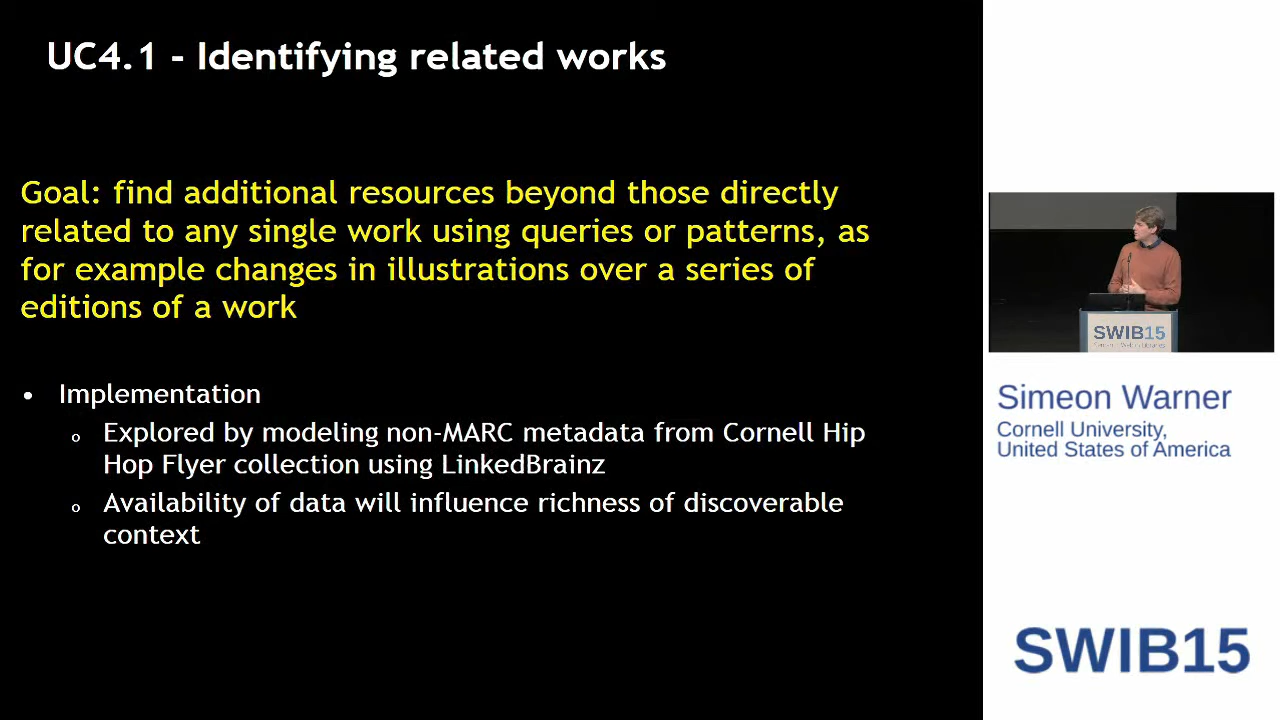 UC4.1 - Identifying related works
Goal: find additional resources beyond those directly
related to any single work using queries or patterns, as
for example changes in illustrations over a series of
editions of a work
• Implementation
o Explored by modeling non-MARC metadata from Cornell Hip
Hop Flyer collection using LinkedBrainz
o Availability of data will influence richness of discoverable
context
SWIB15
Simeon Warner
Cornell University,
United States of America
SWIB15